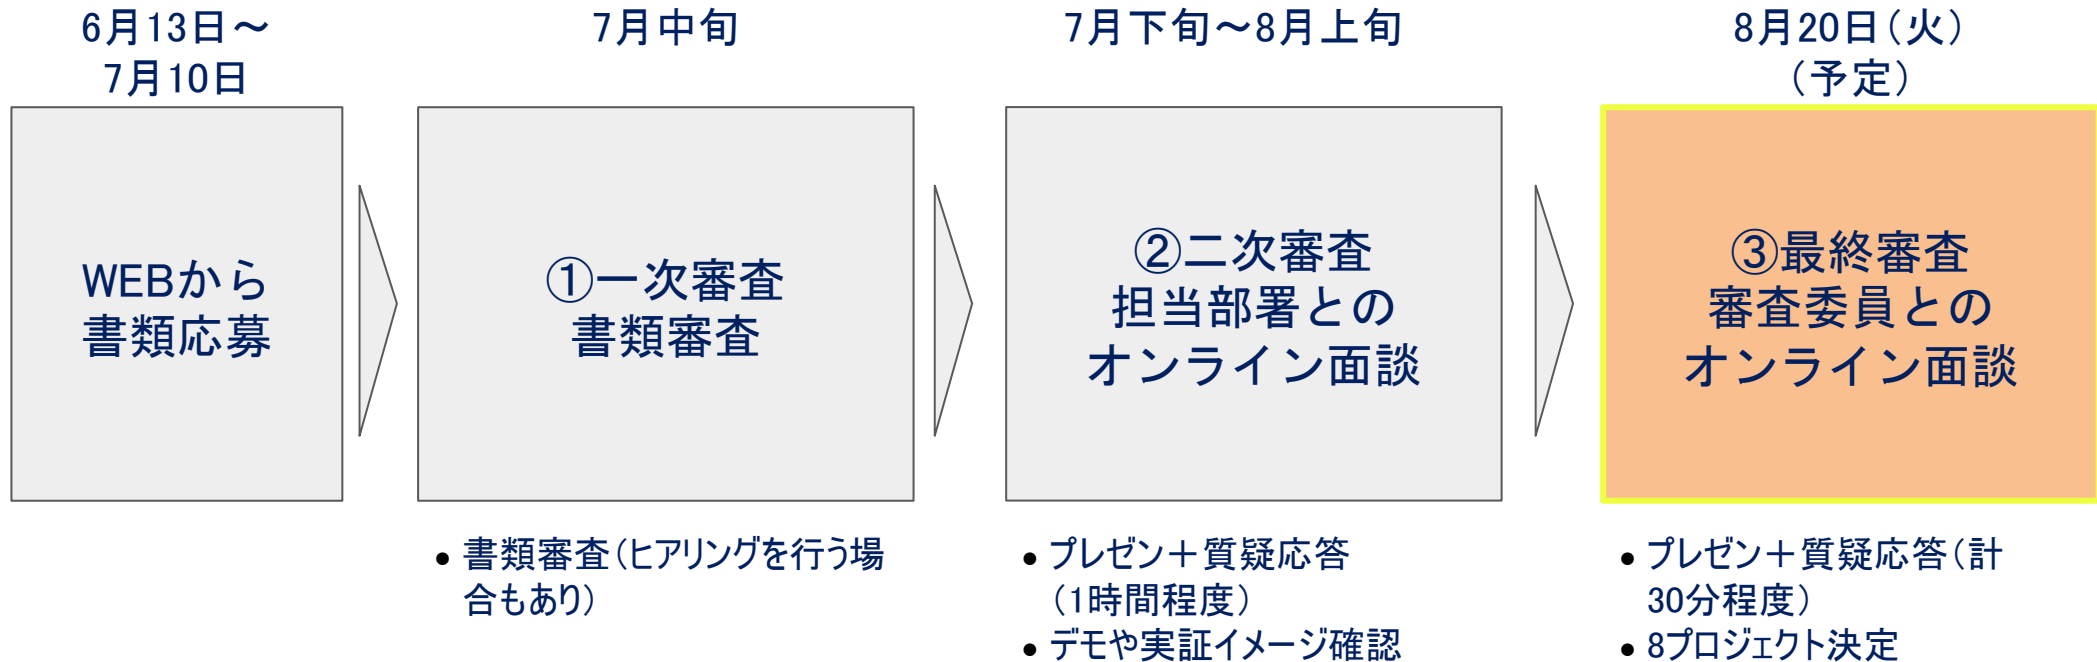 6月13日～
7月10日
7月中旬
7月下旬～8月上旬
8月20日（火）
（予定）
WEBから
書類応募
①一次審査
書類審査
②二次審査
担当部署との
オンライン面談
③最終審査
審査委員との
オンライン面談
• 書類審査（ヒアリングを行う場
合もあり）
• プレゼン＋質疑応答
（1時間程度）
• デモや実証イメージ確認
• プレゼン＋質疑応答（計
30分程度）
• 8プロジェクト決定